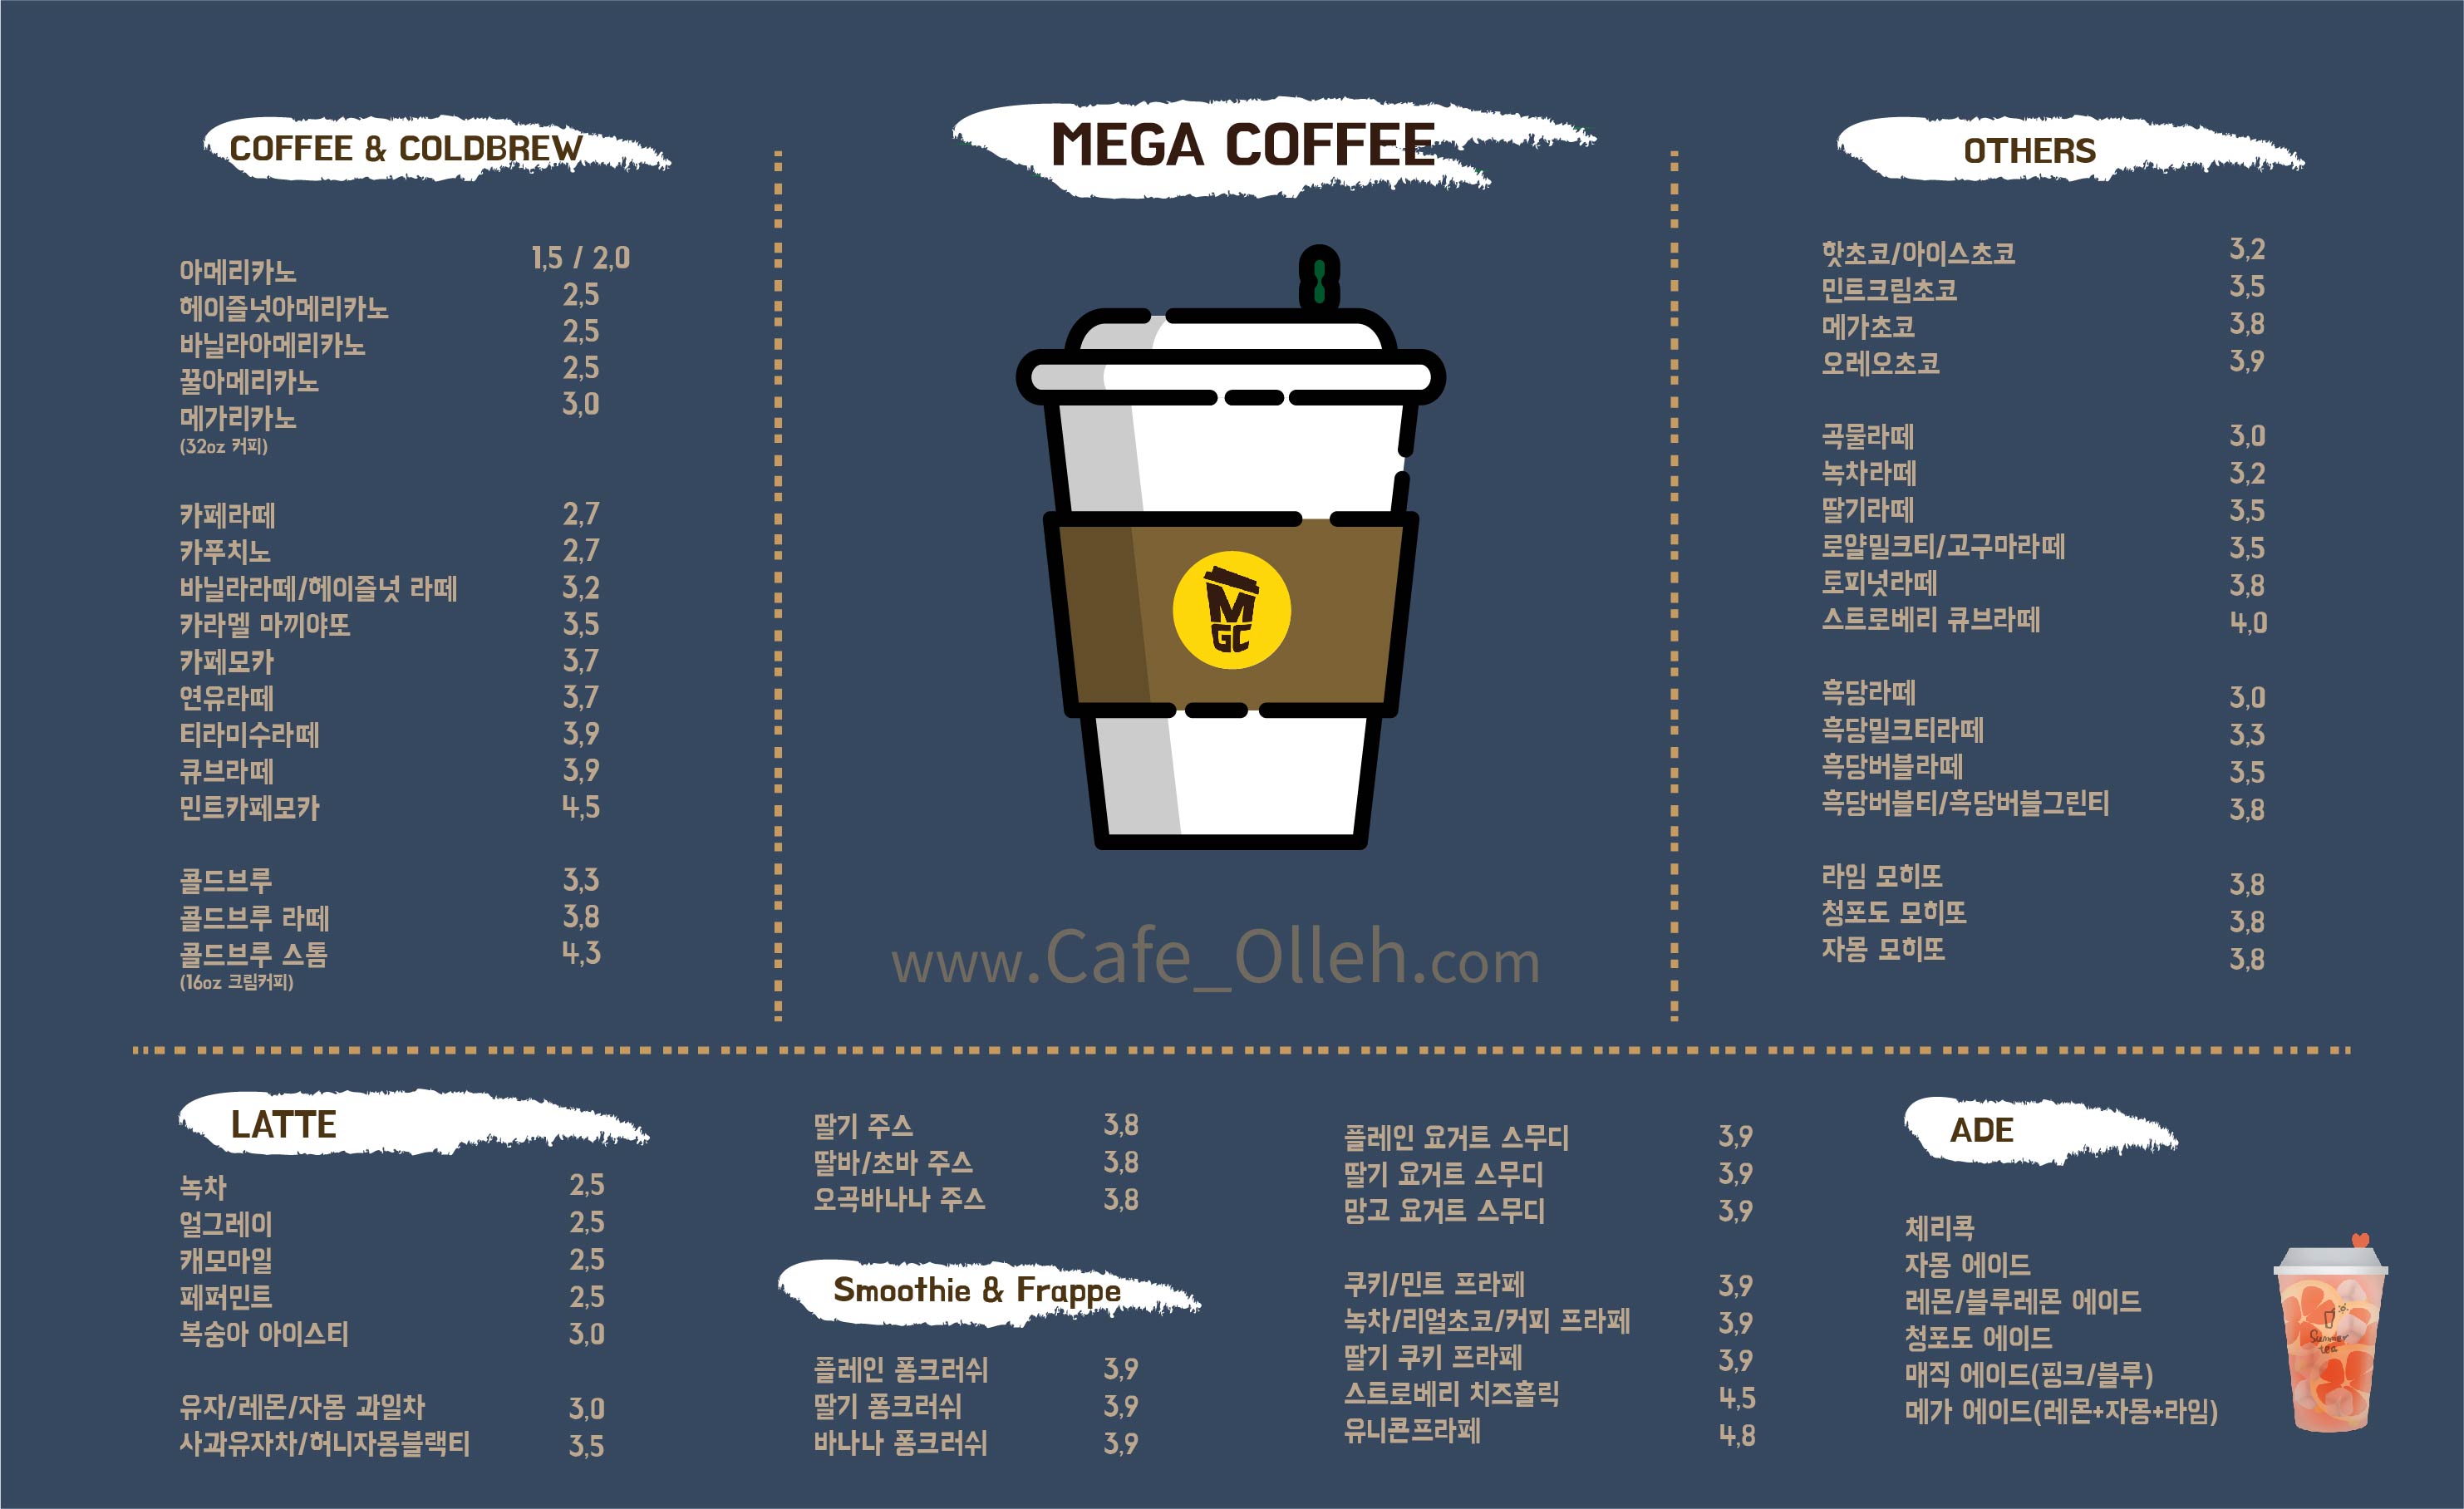 COFFEE & COLDBREW
아메리카노 1,5 / 2,0
헤이즐넛아메리카노 2,5
바닐라아메리카노 2,5
꿀아메리카노 2,5
메가리카노 3,0
(32oz 커피)
카페라떼 2,7
카푸치노 2,7
바닐라라떼/헤이즐넛 라떼 3,2
카라멜 마끼야또 3,5
카페모카 3,7
연유라떼 3,7
티라미수라떼 3,9
큐브라떼 3,9
민트카페모카 4,5
콜드브루 3,3
콜드브루 라떼 3,8
콜드브루 스톰 4,3
(16oz 크림커피)
MEGA COFFEE
M
GC
www.Cafe_Olleh.com
OTHERS
핫초코/아이스초코 3,2
민트크림초코 3,5
메가초코 3,8
오레오초코 3,9
곡물라떼 3,0
녹차라떼 3,2
딸기라떼 3,5
로얄밀크티/고구마라떼 3,5
토피넛라떼 3,8
스트로베리 큐브라떼 4,0
흑당라떼 3,0
흑당밀크티라떼 3,3
흑당버블라떼 3,5
흑당버블티/흑당버블그린티 3,8
라임 모히또 3,8
청포도 모히또 3,8
자몽 모히또 3,8
LATTE
녹차 2,5
얼그레이 2,5
캐모마일 2,5
페퍼민트 2,5
복숭아 아이스티 3,0
유자/레몬/자몽 과일차 3,0
사과유자차/허니자몽블랙티 3,5
딸기 주스 3,8
딸바/초바 주스 3,8
오곡바나나 주스 3,8
Smoothie & Frappe
플레인 퐁크러쉬 3,9
딸기 퐁크러쉬 3,9
바나나 퐁크러쉬 3,9
플레인 요거트 스무디 3,9
딸기 요거트 스무디 3,9
망고 요거트 스무디 3,9
쿠키/민트 프라페 3,9
녹차/리얼초코/커피 프라페 3,9
딸기 쿠키 프라페 3,9
스트로베리 치즈홀릭 4,5
유니콘프라페 4,8
ADE
체리콕
자몽 에이드
레몬/블루레몬 에이드
청포도 에이드
매직 에이드(핑크/블루)
메가 에이드(레몬+자몽+라임)
Summer
tea